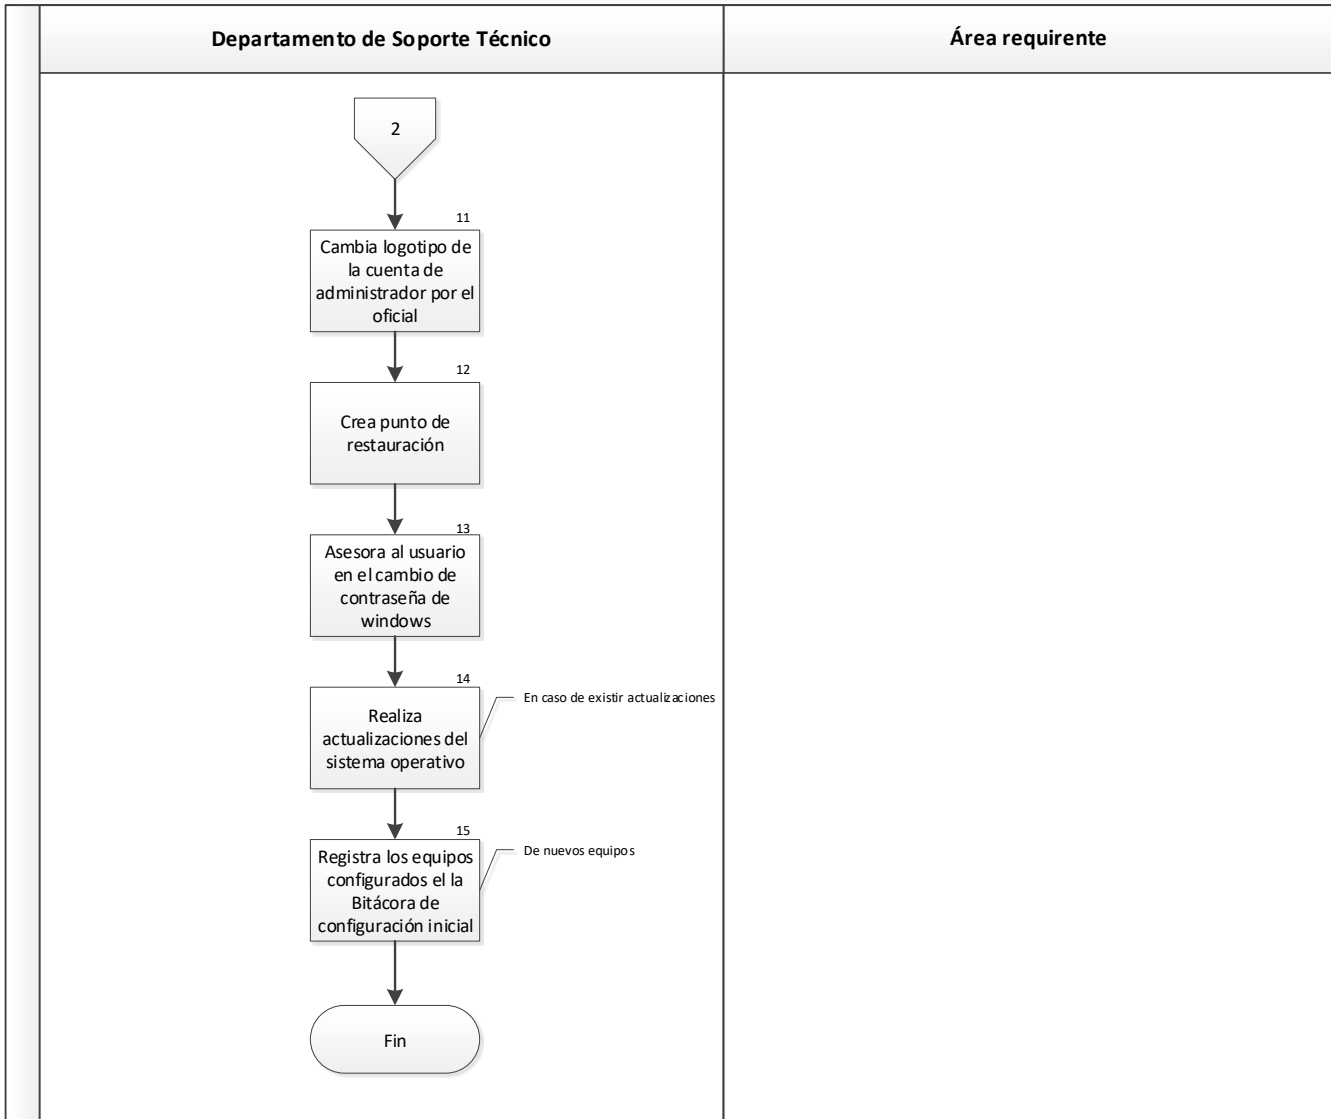 Departamento de Soporte Técnico
Área requirente
2
11
Cambia logotipo de
la cuenta de
administrador por el
oficial
12
Crea punto de
restauración
13
Asesora al usuario
en el cambio de
contraseña de
windows
14
Realiza
actualizaciones del
sistema operativo
En caso de existir actualizaciones
15
Registra los equipos
configurados el la
Bitácora de
configuración inicial
De nuevos equipos
Fin